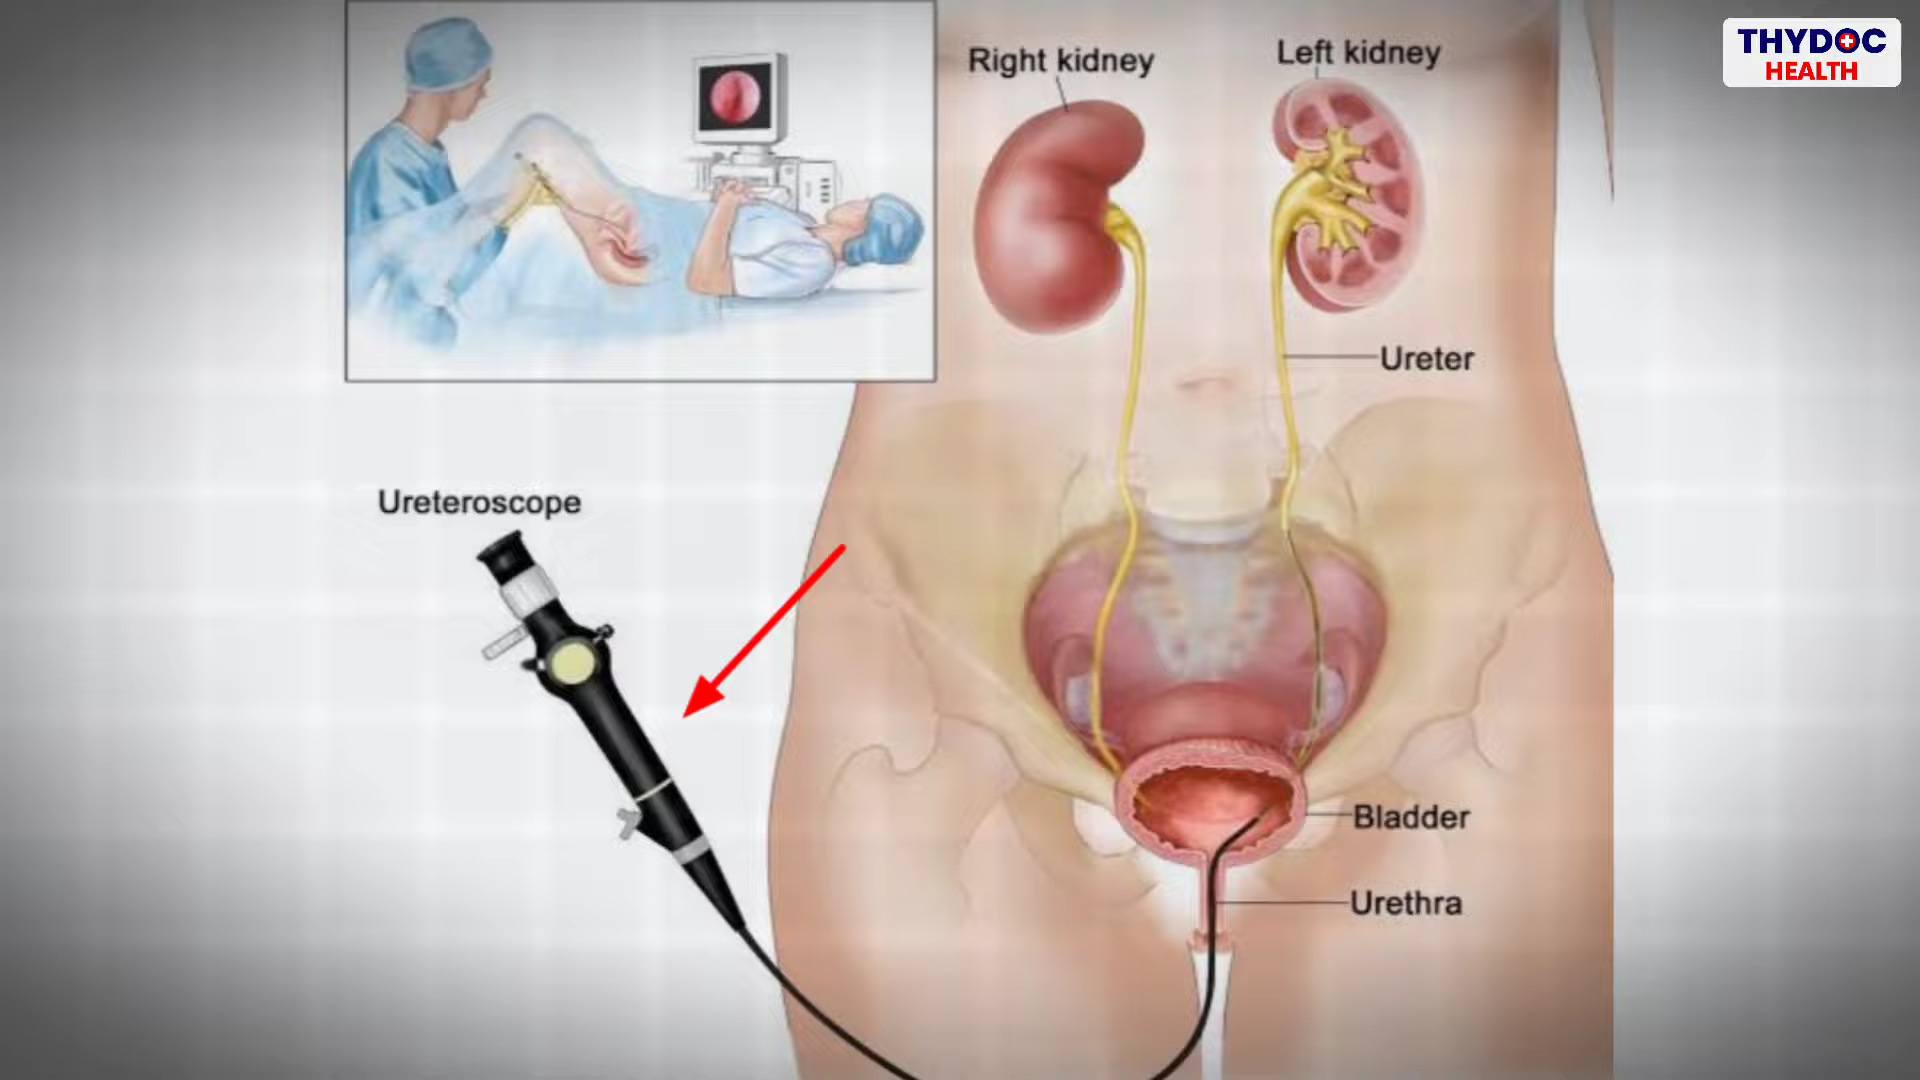 THYDOC
HEALTH
Right kidney
Left kidney
Ureter
Ureteroscope
Bladder
Urethra